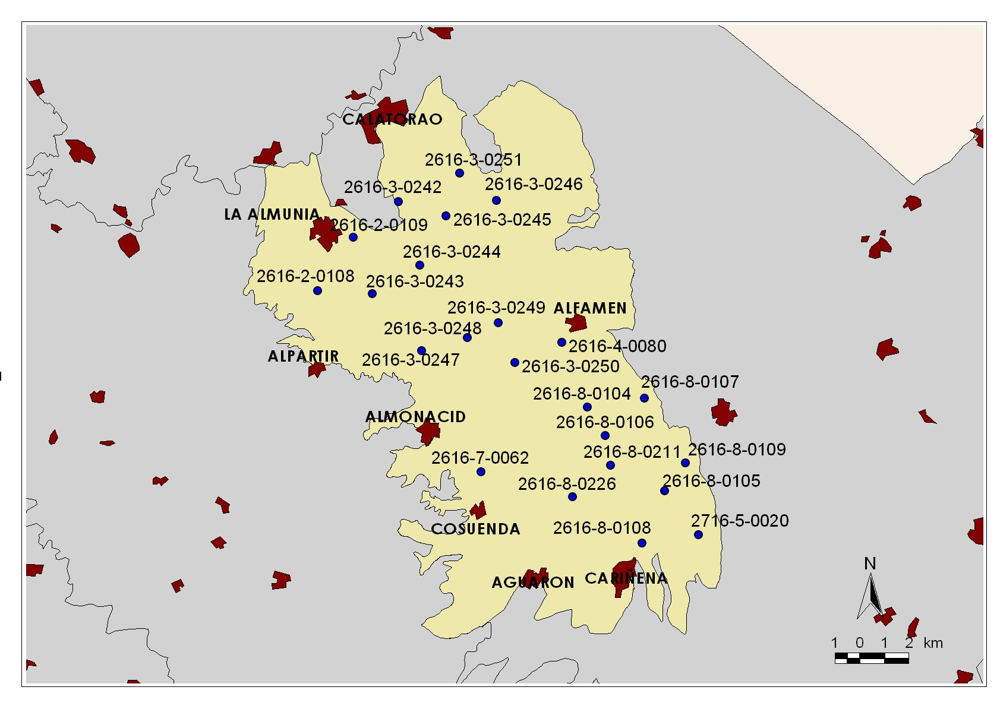 CALATORAO
2616-3-0251
2616-3-0246
2616-3-0242
LA ALMUNIA
2616-3-0245
2616-2-0109
2616-3-0244
2616-2-0108
2616-3-0243
2616-3-0249
ALFAMEN
2616-3-0248
2616-4-0080
ALPARTIR
2616-3-0247
2616-3-0250
2616-8-0107
2616-8-0104
ALMONACID
2616-8-0106
2616-8-0211
2616-8-0109
2616-7-0062
2616-8-0105
2616-8-0226
2716-5-0020
COSUENDA
2616-8-0108
N
AGUARON
CARIÑENA
1 0 1 2 km